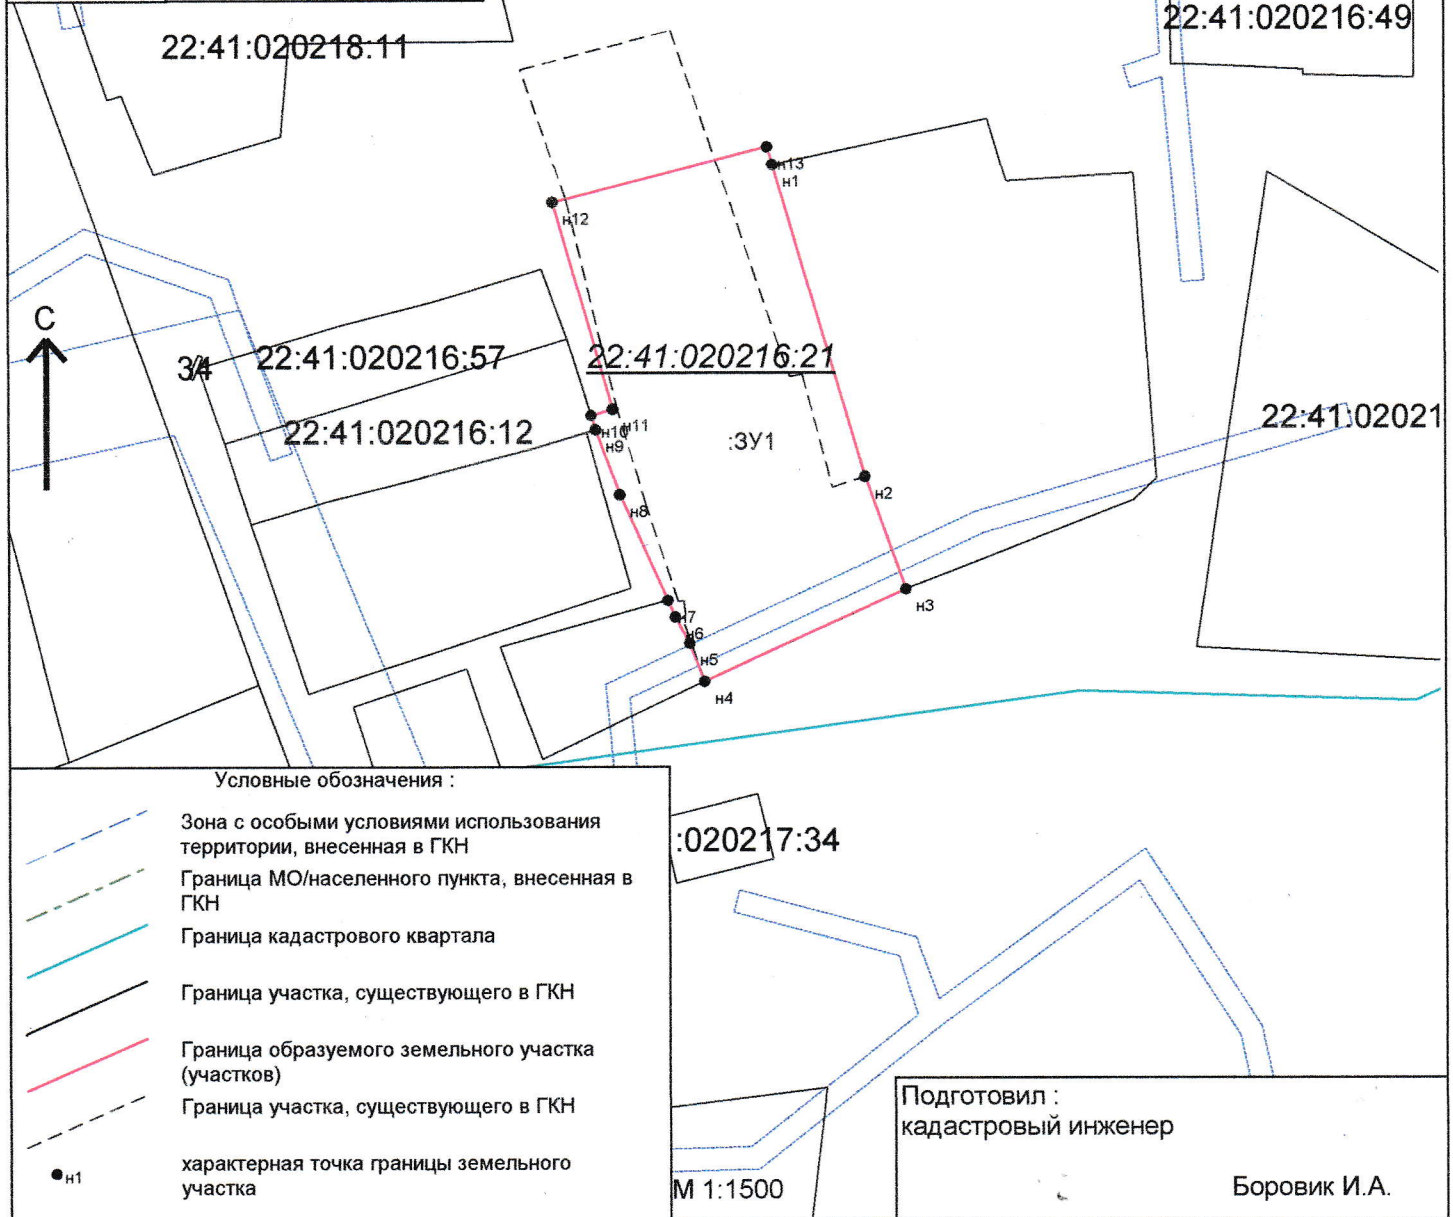 22:41:020218:11
22:41:020216:49
н13
н1
н12
С
3/4
22:41:020216:57
22:41:020216:21
22:41:020216:12
н10
н11
н9
:ЗУ1
22:41:02021
н2
н8
н3
н7
н6
н5
н4
Условные обозначения :
Зона с особыми условиями использования
территории, внесенная в ГКН
Граница МО/населенного пункта, внесенная в
ГКН
Граница кадастрового квартала
Граница участка, существующего в ГКН
Граница образуемого земельного участка
(участков)
Граница участка, существующего в ГКН
н1
характерная точка границы земельного
участка
:020217:34
М 1:1500
Подготовил :
кадастровый инженер
Боровик И.А.